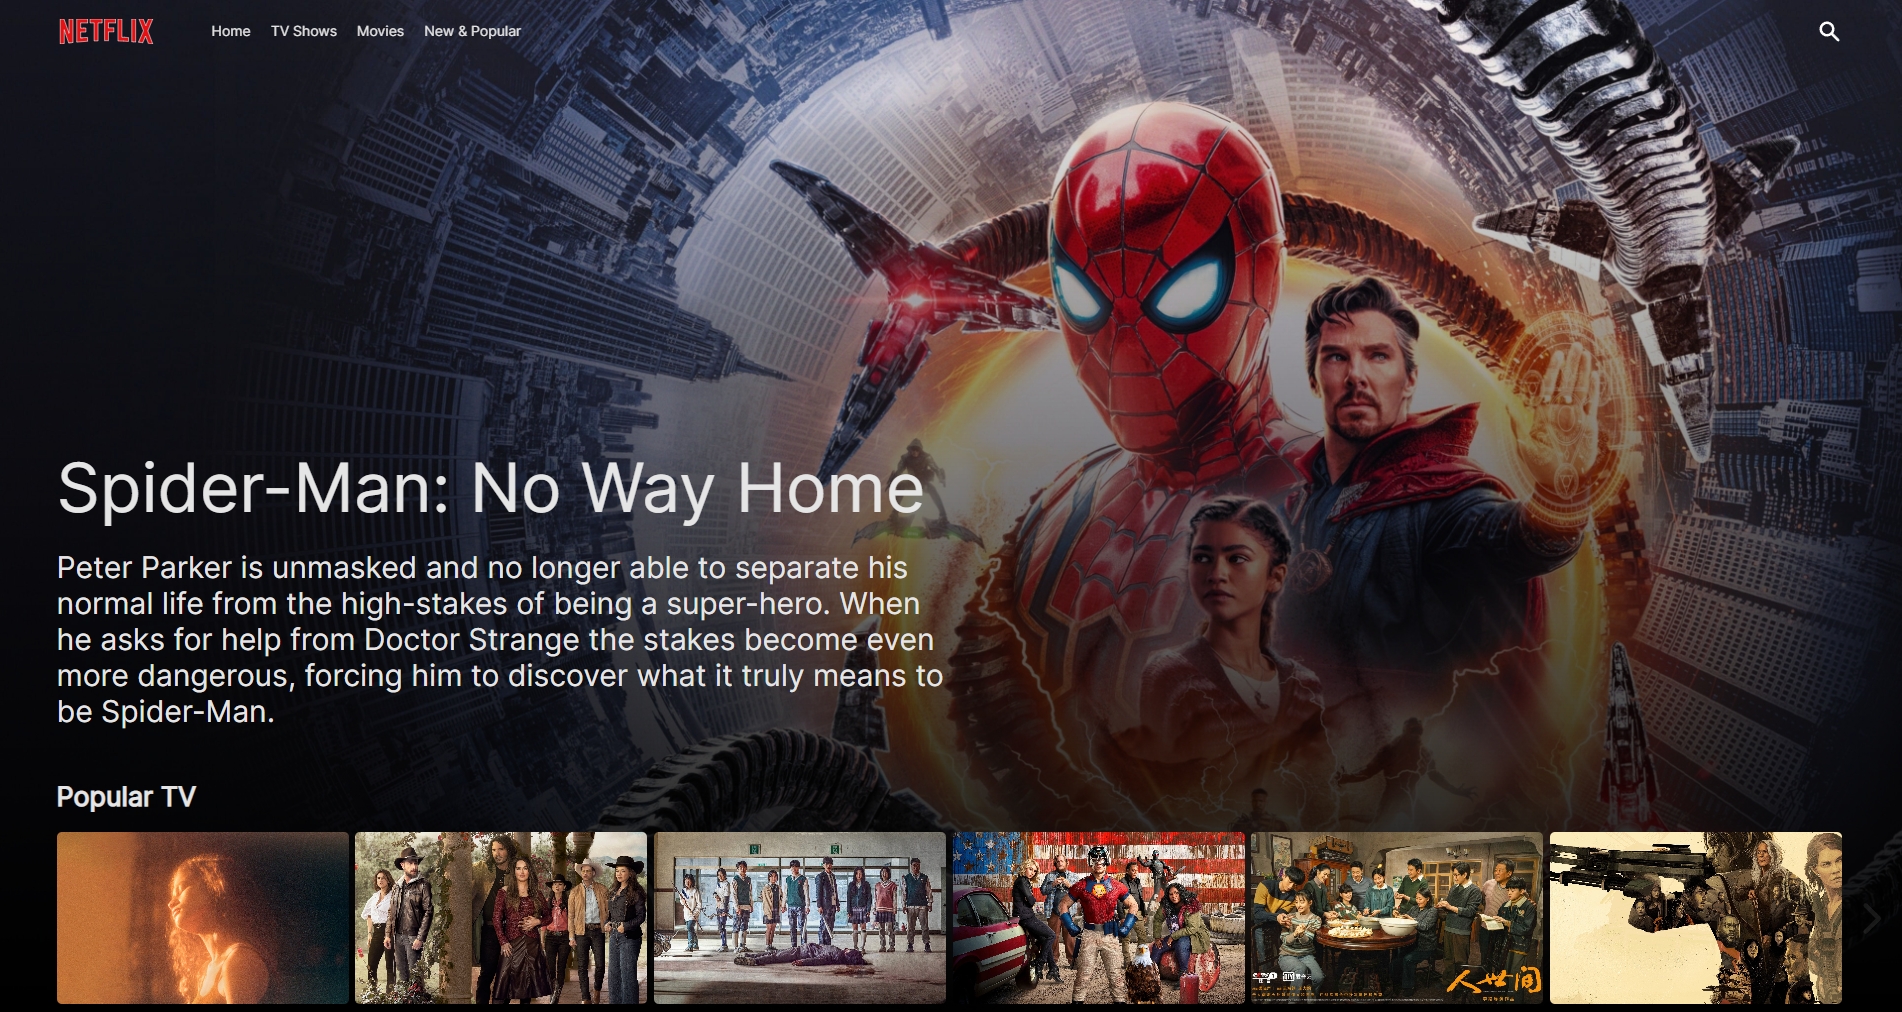 NETFLIX
Home
TV Shows
Movies
New & Popular
Spider-Man: No Way Home
Peter Parker is unmasked and no longer able to separate his
normal life from the high-stakes of being a super-hero. When
he asks for help from Doctor Strange the stakes become even
more dangerous, forcing him to discover what it truly means to
be Spider-Man.
Popular TV
人世间